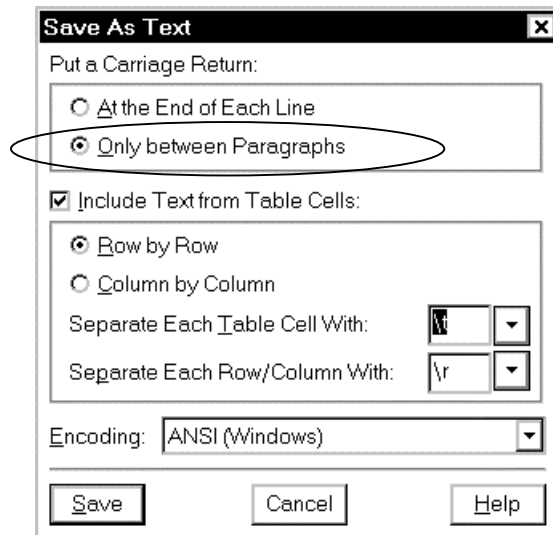 Save As Text
Put a Carriage Return:
At the End of Each Line
Only between Paragraphs
Include Text from Table Cells:
Row by Row
Column by Column
Separate Each Table Cell With: \t
Separate Each Row/Column With: \r
Encoding: ANSI (Windows)
Save Cancel Help